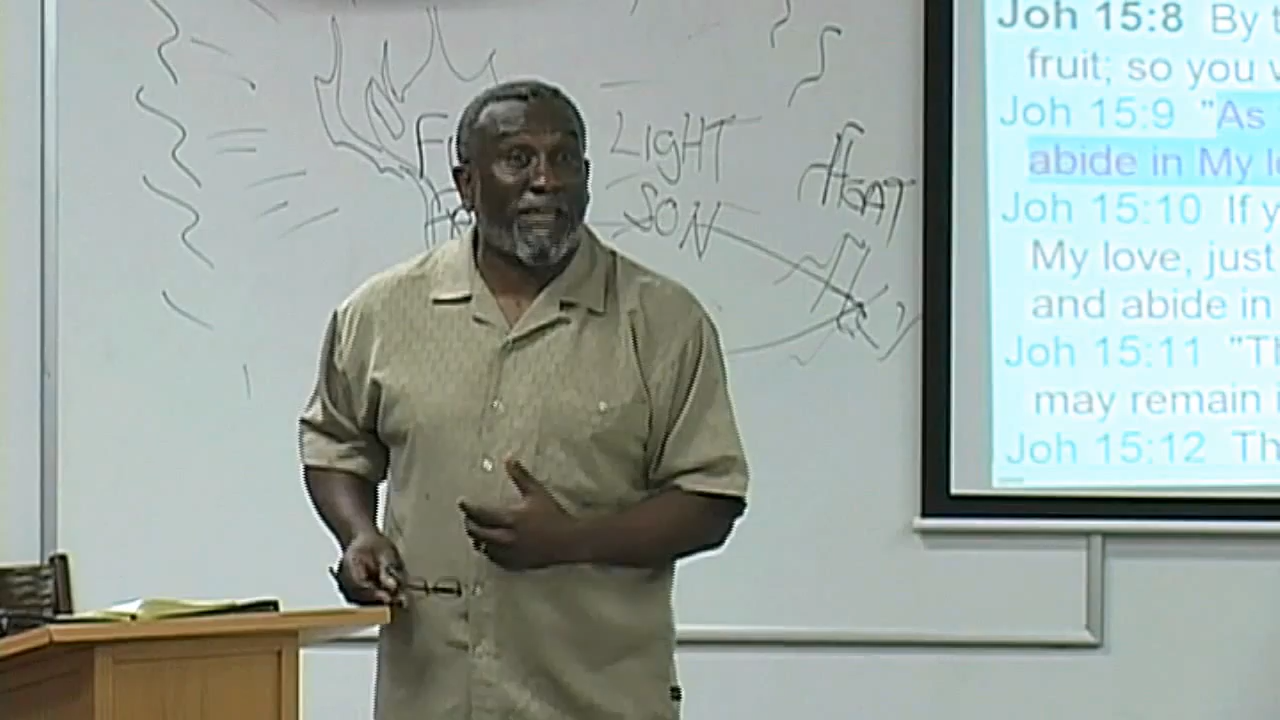 LIGHT
SON
HEAT
Joh 15:8 By t
fruit; so you w
Joh 15:9 "As
abide in My lo
Joh 15:10 If y
My love, just
and abide in
Joh 15:11 "Th
may remain i
Joh 15:12 Th